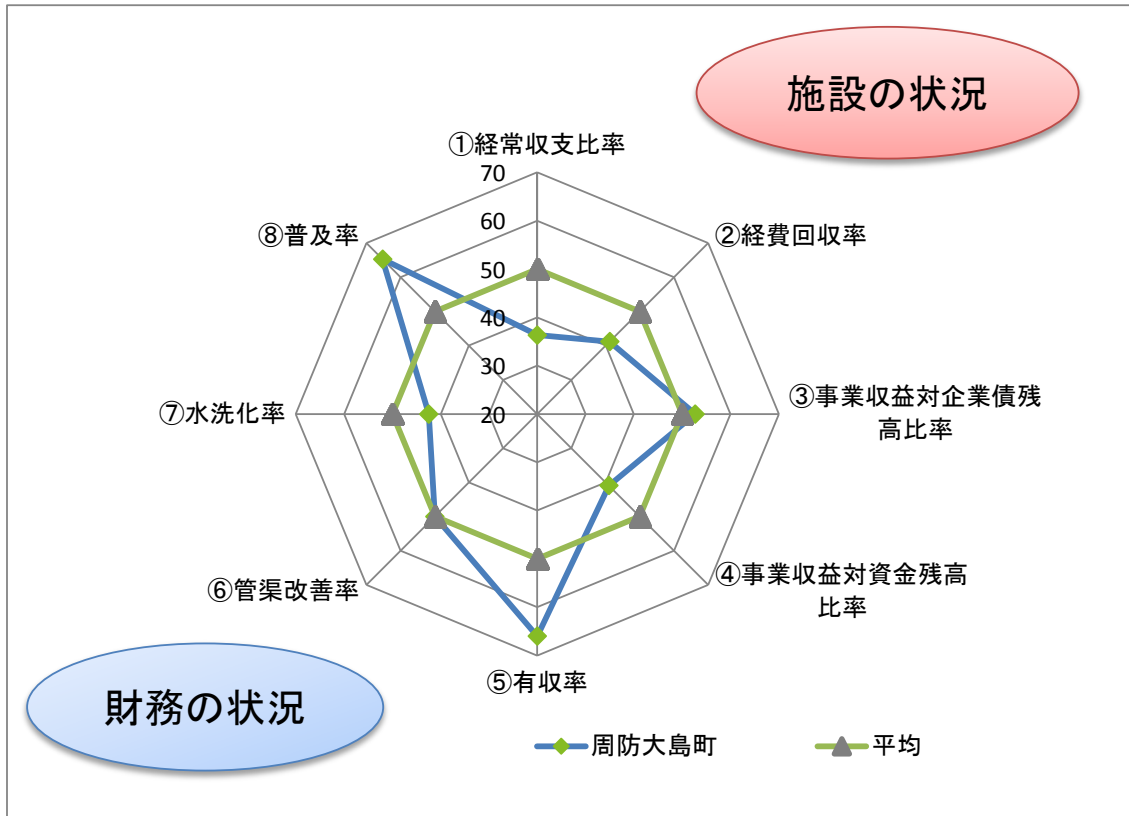 施設の状況
①経常収支比率
70
60
50
40
30
20
②経費回収率
③事業収益対企業債残
高比率
④事業収益対資金残高
比率
⑤有収率
⑥管渠改善率
⑦水洗化率
⑧普及率
財務の状況
周防大島町
平均